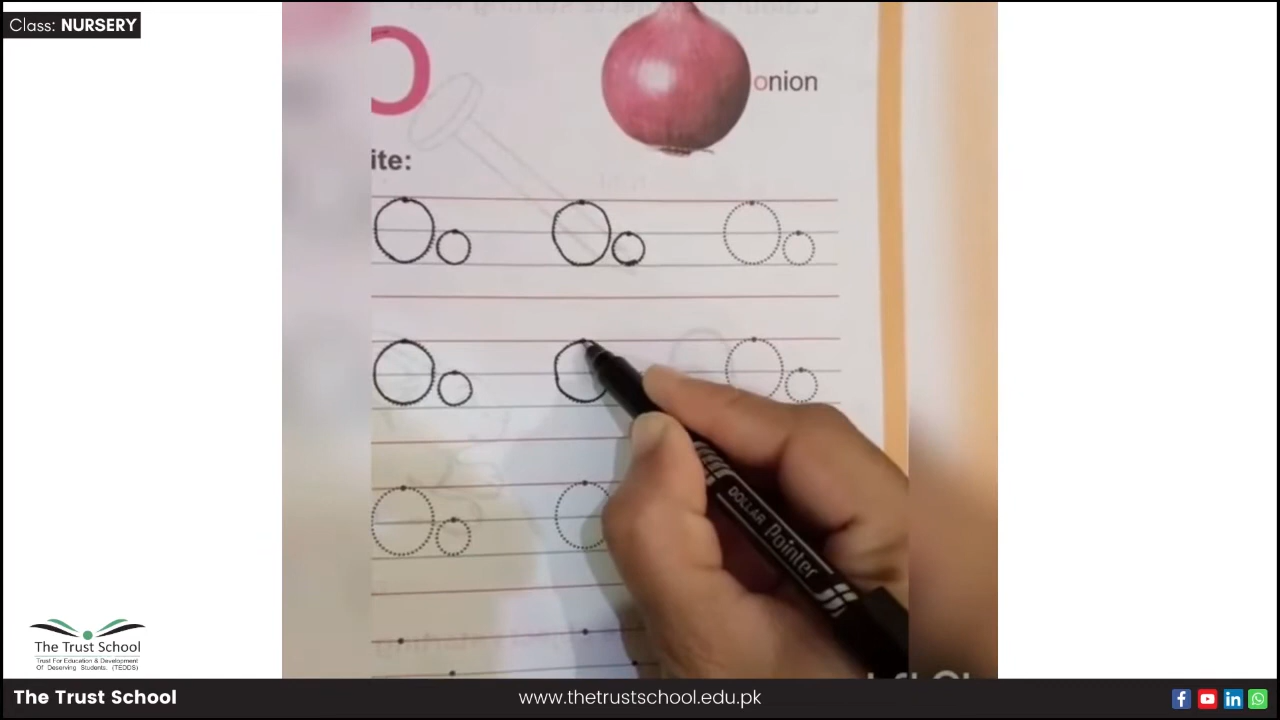 Class: NURSERY
O
onion
ite:
O o O o O o
O o O O o
O o O
DOLLAR Pointer
The Trust School
Trust For Education & Development
Of Deserving Students. (TEDDS)
The Trust School
www.thetrustschool.edu.pk